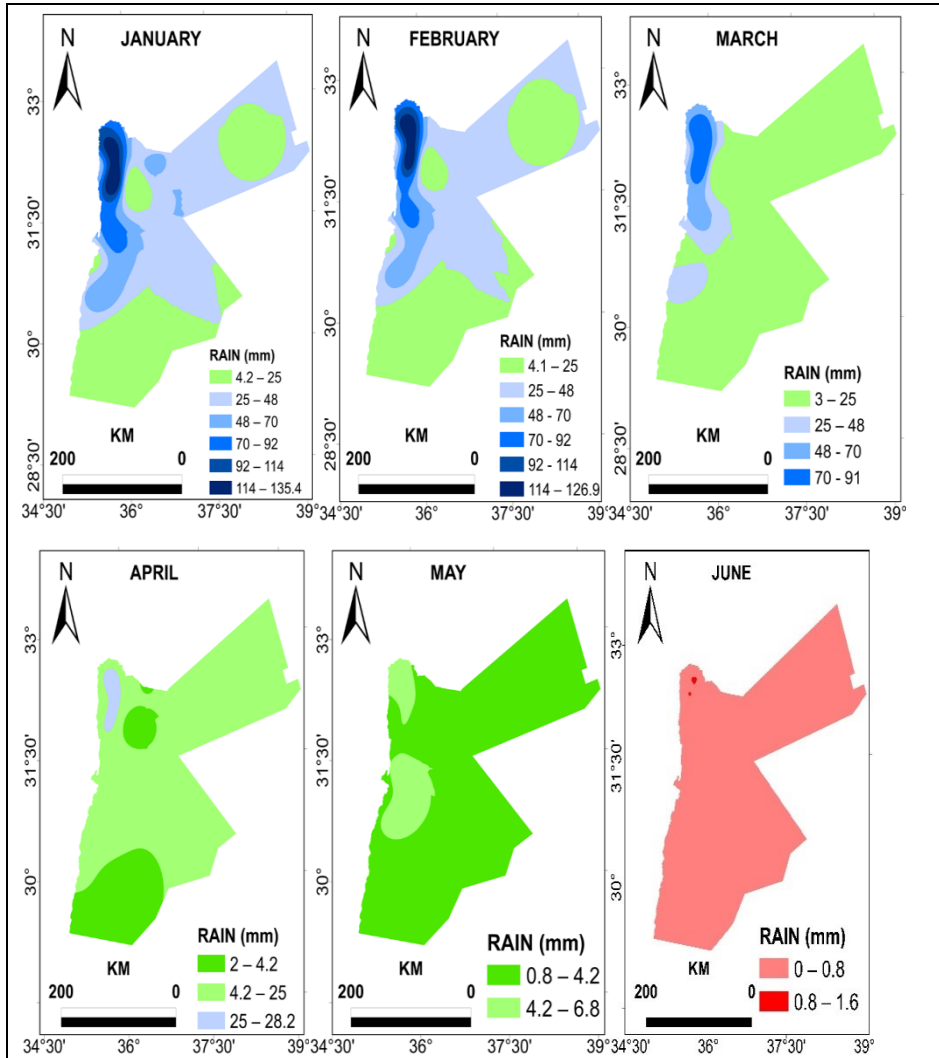 N
JANUARY
33°
31°30'
30°
28°30'
RAIN (mm)
4.2 – 25
25 – 48
48 - 70
70 – 92
92 – 114
114 – 135.4
KM
200 0
34°30' 36° 37°30' 39°
N
FEBRUARY
33°
31°30'
30°
28°30'
RAIN (mm)
4.1 – 25
25 – 48
48 - 70
70 – 92
92 - 114
114 – 126.9
KM
200 0
34°30' 36° 37°30' 39°
N
MARCH
33°
31°30'
30°
28°30'
RAIN (mm)
3 – 25
25 – 48
48 - 70
70 - 91
KM
200 0
34°30' 36° 37°30' 39°
N
APRIL
33°
31°30'
30°
RAIN (mm)
2 – 4.2
4.2 – 25
25 – 28.2
KM
200 0
36° 37°30' 39°
N
MAY
33°
31°30'
30°
RAIN (mm)
0.8 – 4.2
4.2 – 6.8
KM
200 0
34°30' 36° 37°30' 39°
N
JUNE
33°
31°30'
30°
RAIN (mm)
0 – 0.8
0.8 – 1.6
KM
200 0
34°30' 36° 37°30' 39°